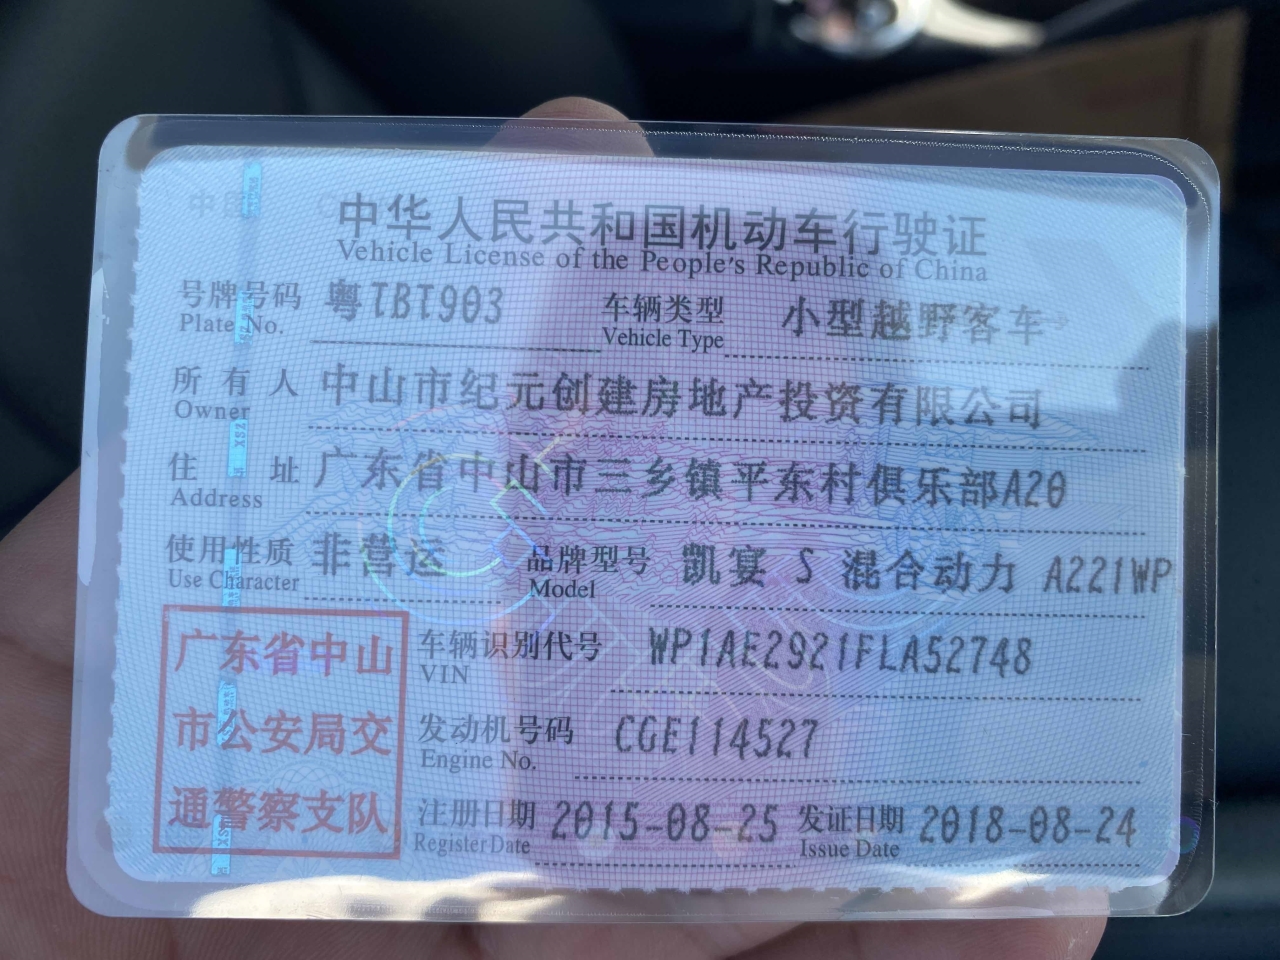 中华人民共和国机动车行驶证
Vehicle License of the People's Republic of China
号牌号码 粤TBT903 车辆类型 小型越野客车
Plate No. Vehicle Type
所有人 中山市纪元创建房地产投资有限公司
Owner
住址 广东省中山市三乡镇平东村俱乐部A20
Address
使用性质 非营运 品牌型号 凯宴 S 混合动力 A221WP
Use Character Model
广东省中山
市公安局交
通警察支队
车辆识别代号 WP1AE2921FLA52748
VIN
发动机号码 CGE114527
Engine No.
注册日期 2015-08-25 发证日期 2018-08-24
Register Date Issue Date